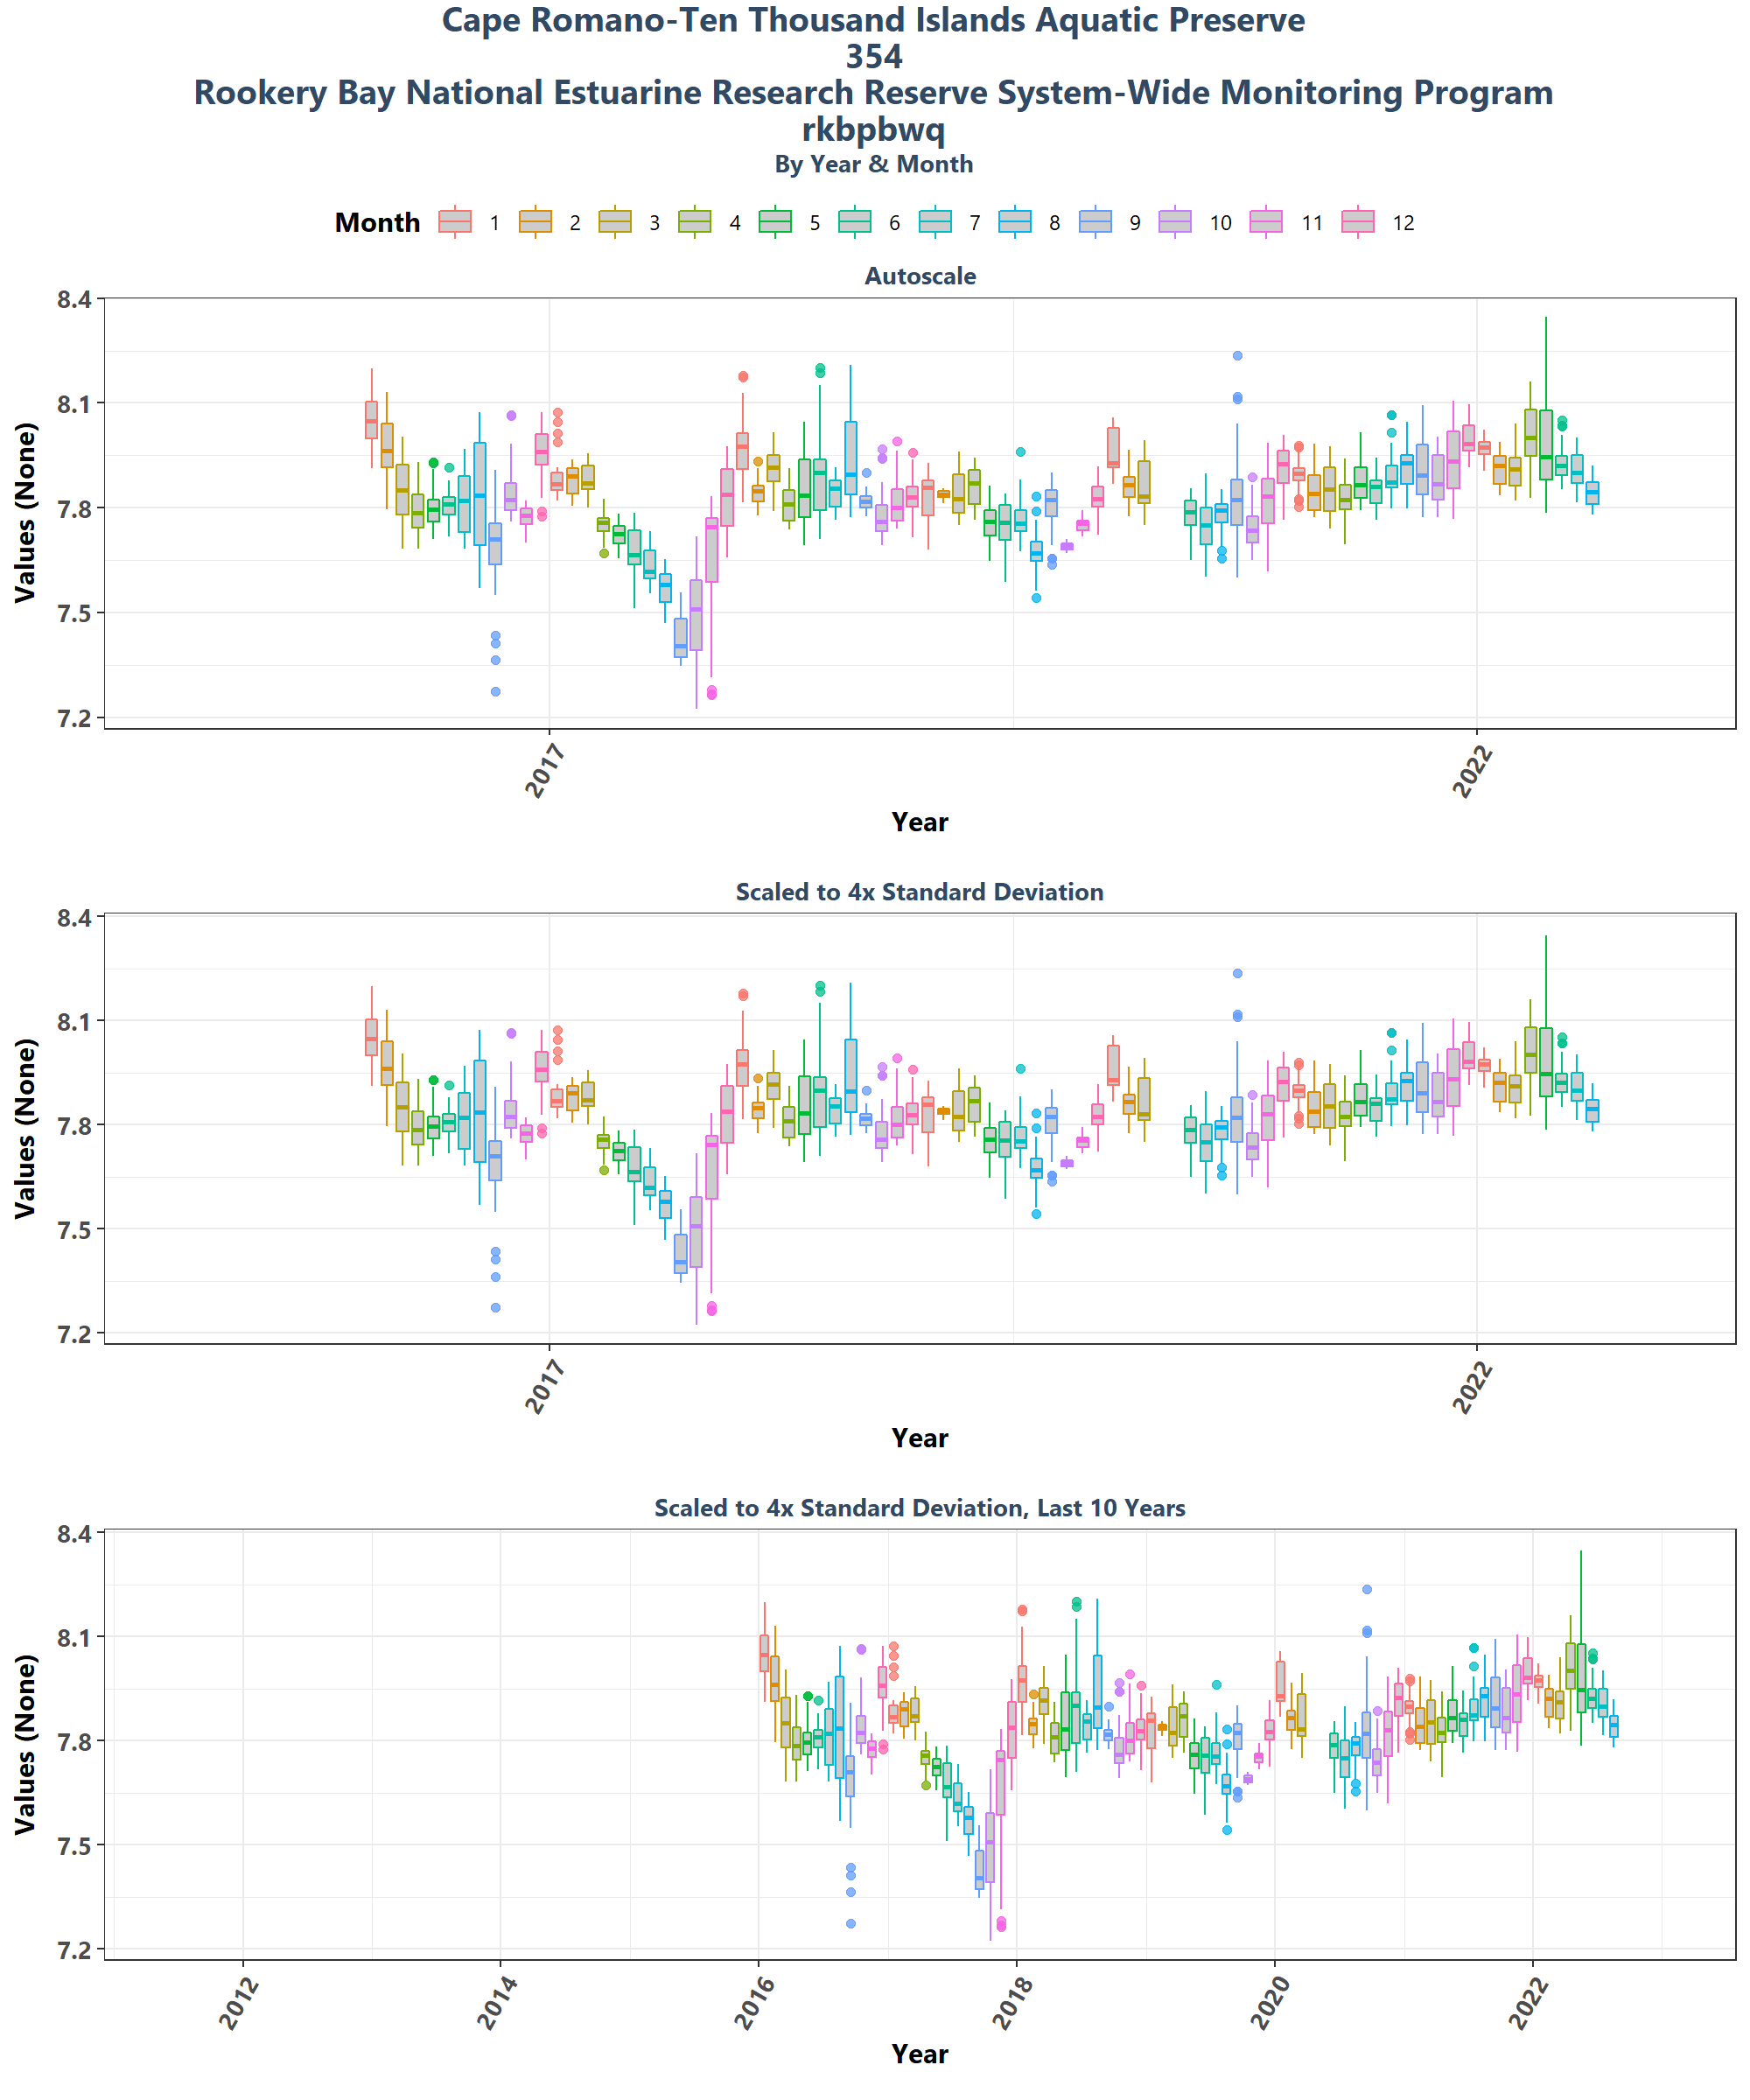 Cape Romano-Ten Thousand Islands Aquatic Preserve
354
Rookery Bay National Estuarine Research Reserve System-Wide Monitoring Program
rkbpbwq
By Year & Month
Month 1 2 3 4 5 6 7 8 9 10 11 12
Autoscale
8.4
8.1
7.8
7.5
7.2
Values (None)
2017 2022
Year
Scaled to 4x Standard Deviation
8.4
8.1
7.8
7.5
7.2
Values (None)
2017 2022
Year
Scaled to 4x Standard Deviation, Last 10 Years
8.4
8.1
7.8
7.5
7.2
Values (None)
2012 2014 2016 2018 2020 2022
Year